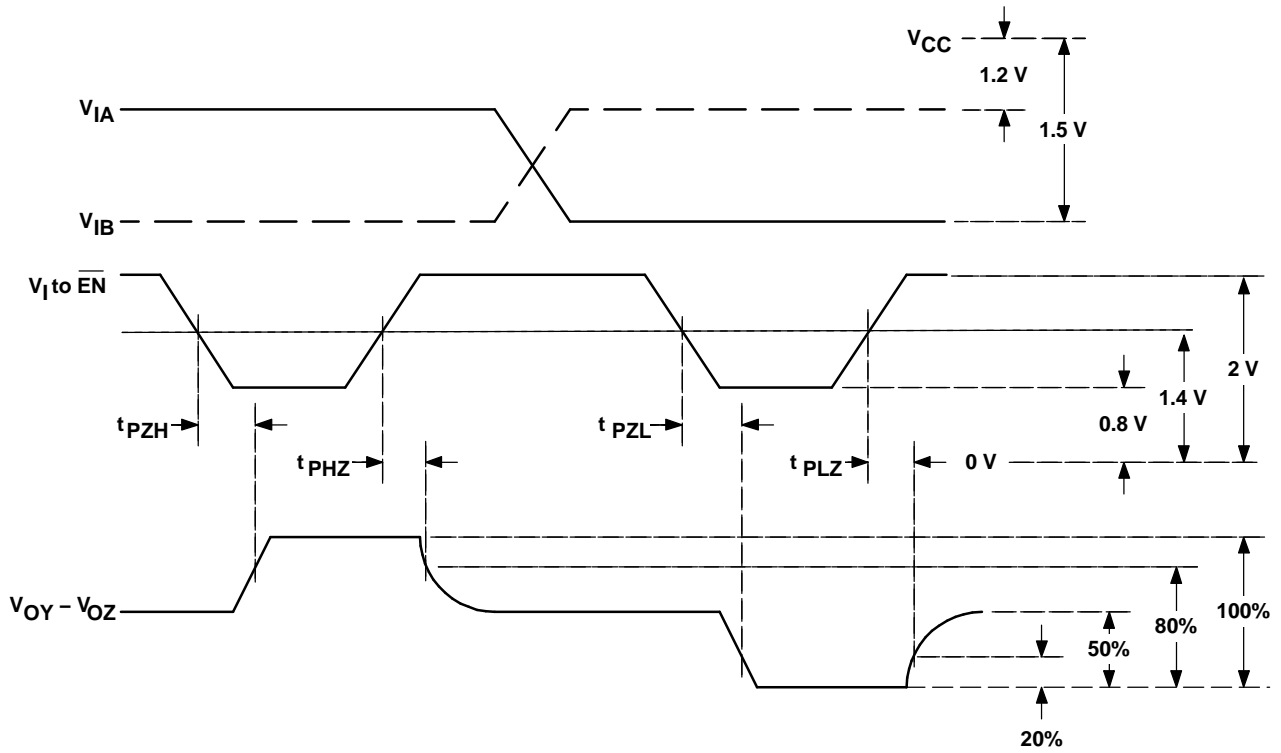 VCC
1.2 V
VIA
1.5 V
VIB
VI to EN
2 V
1.4 V
0.8 V
tPZH
tPZL
tPHZ
tPLZ
0 V
VOY – VOZ
100%
80%
50%
20%